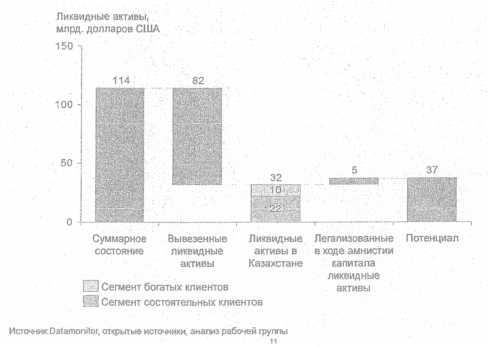 Ликвидные активы,
млрд. долларов США
150
114
82
100
50
32
5
37
10
22
0
Суммарное
состояние
Вывезенные
ликвидные
активы
Ликвидные
активы в
Казахстане
Легализованные
в ходе амнистии
капитала
ликвидные
активы
Потенциал
Сегмент богатых клиентов
Сегмент состоятельных клиентов
Источник:Datamonitor, открытые источники, анализ рабочей группы
11